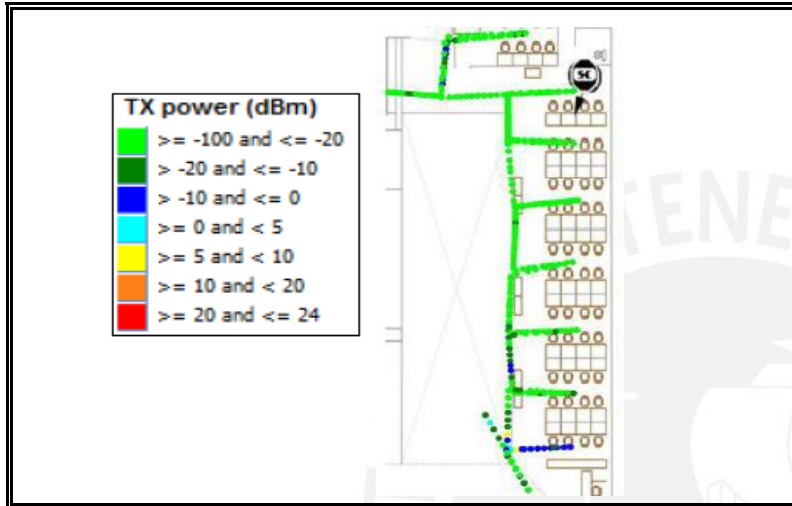 TX power (dBm)
>= -100 and <= -20
> -20 and <= -10
> -10 and <= 0
>= 0 and < 5
>= 5 and < 10
>= 10 and < 20
>= 20 and <= 24
SC
TENE